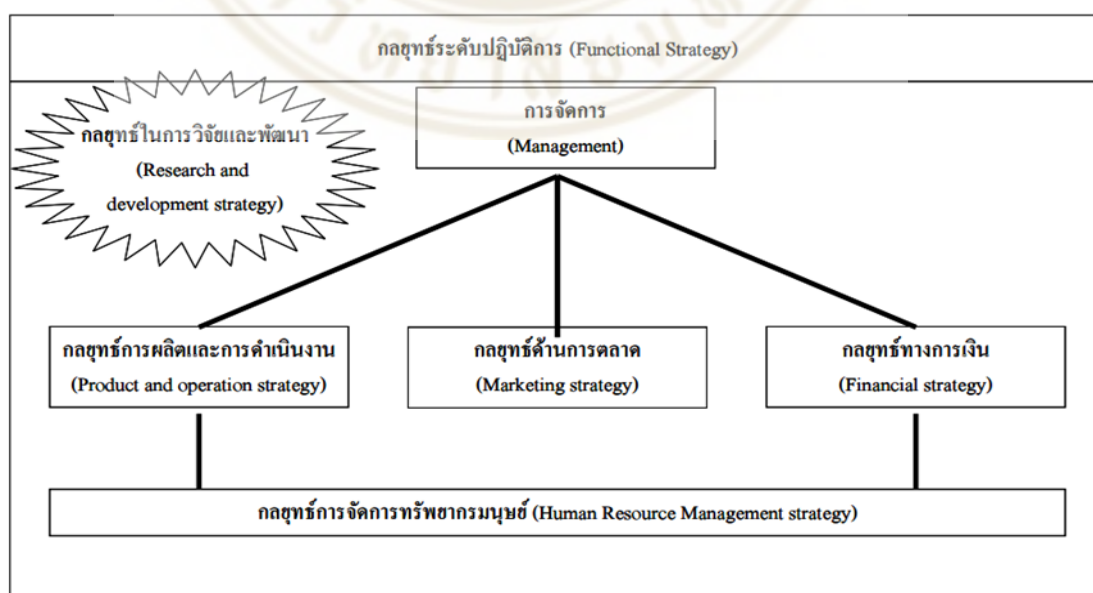 กลยุทธ์ระดับปฏิบัติการ (Functional Strategy)
กลยุทธ์ในการวิจัยและพัฒนา
(Research and
development strategy)
การจัดการ
(Management)
กลยุทธ์การผลิตและการดำเนินงาน
(Product and operation strategy)
กลยุทธ์ด้านการตลาด
(Marketing strategy)
กลยุทธ์ทางการเงิน
(Financial strategy)
กลยุทธ์การจัดการทรัพยากรมนุษย์ (Human Resource Management strategy)